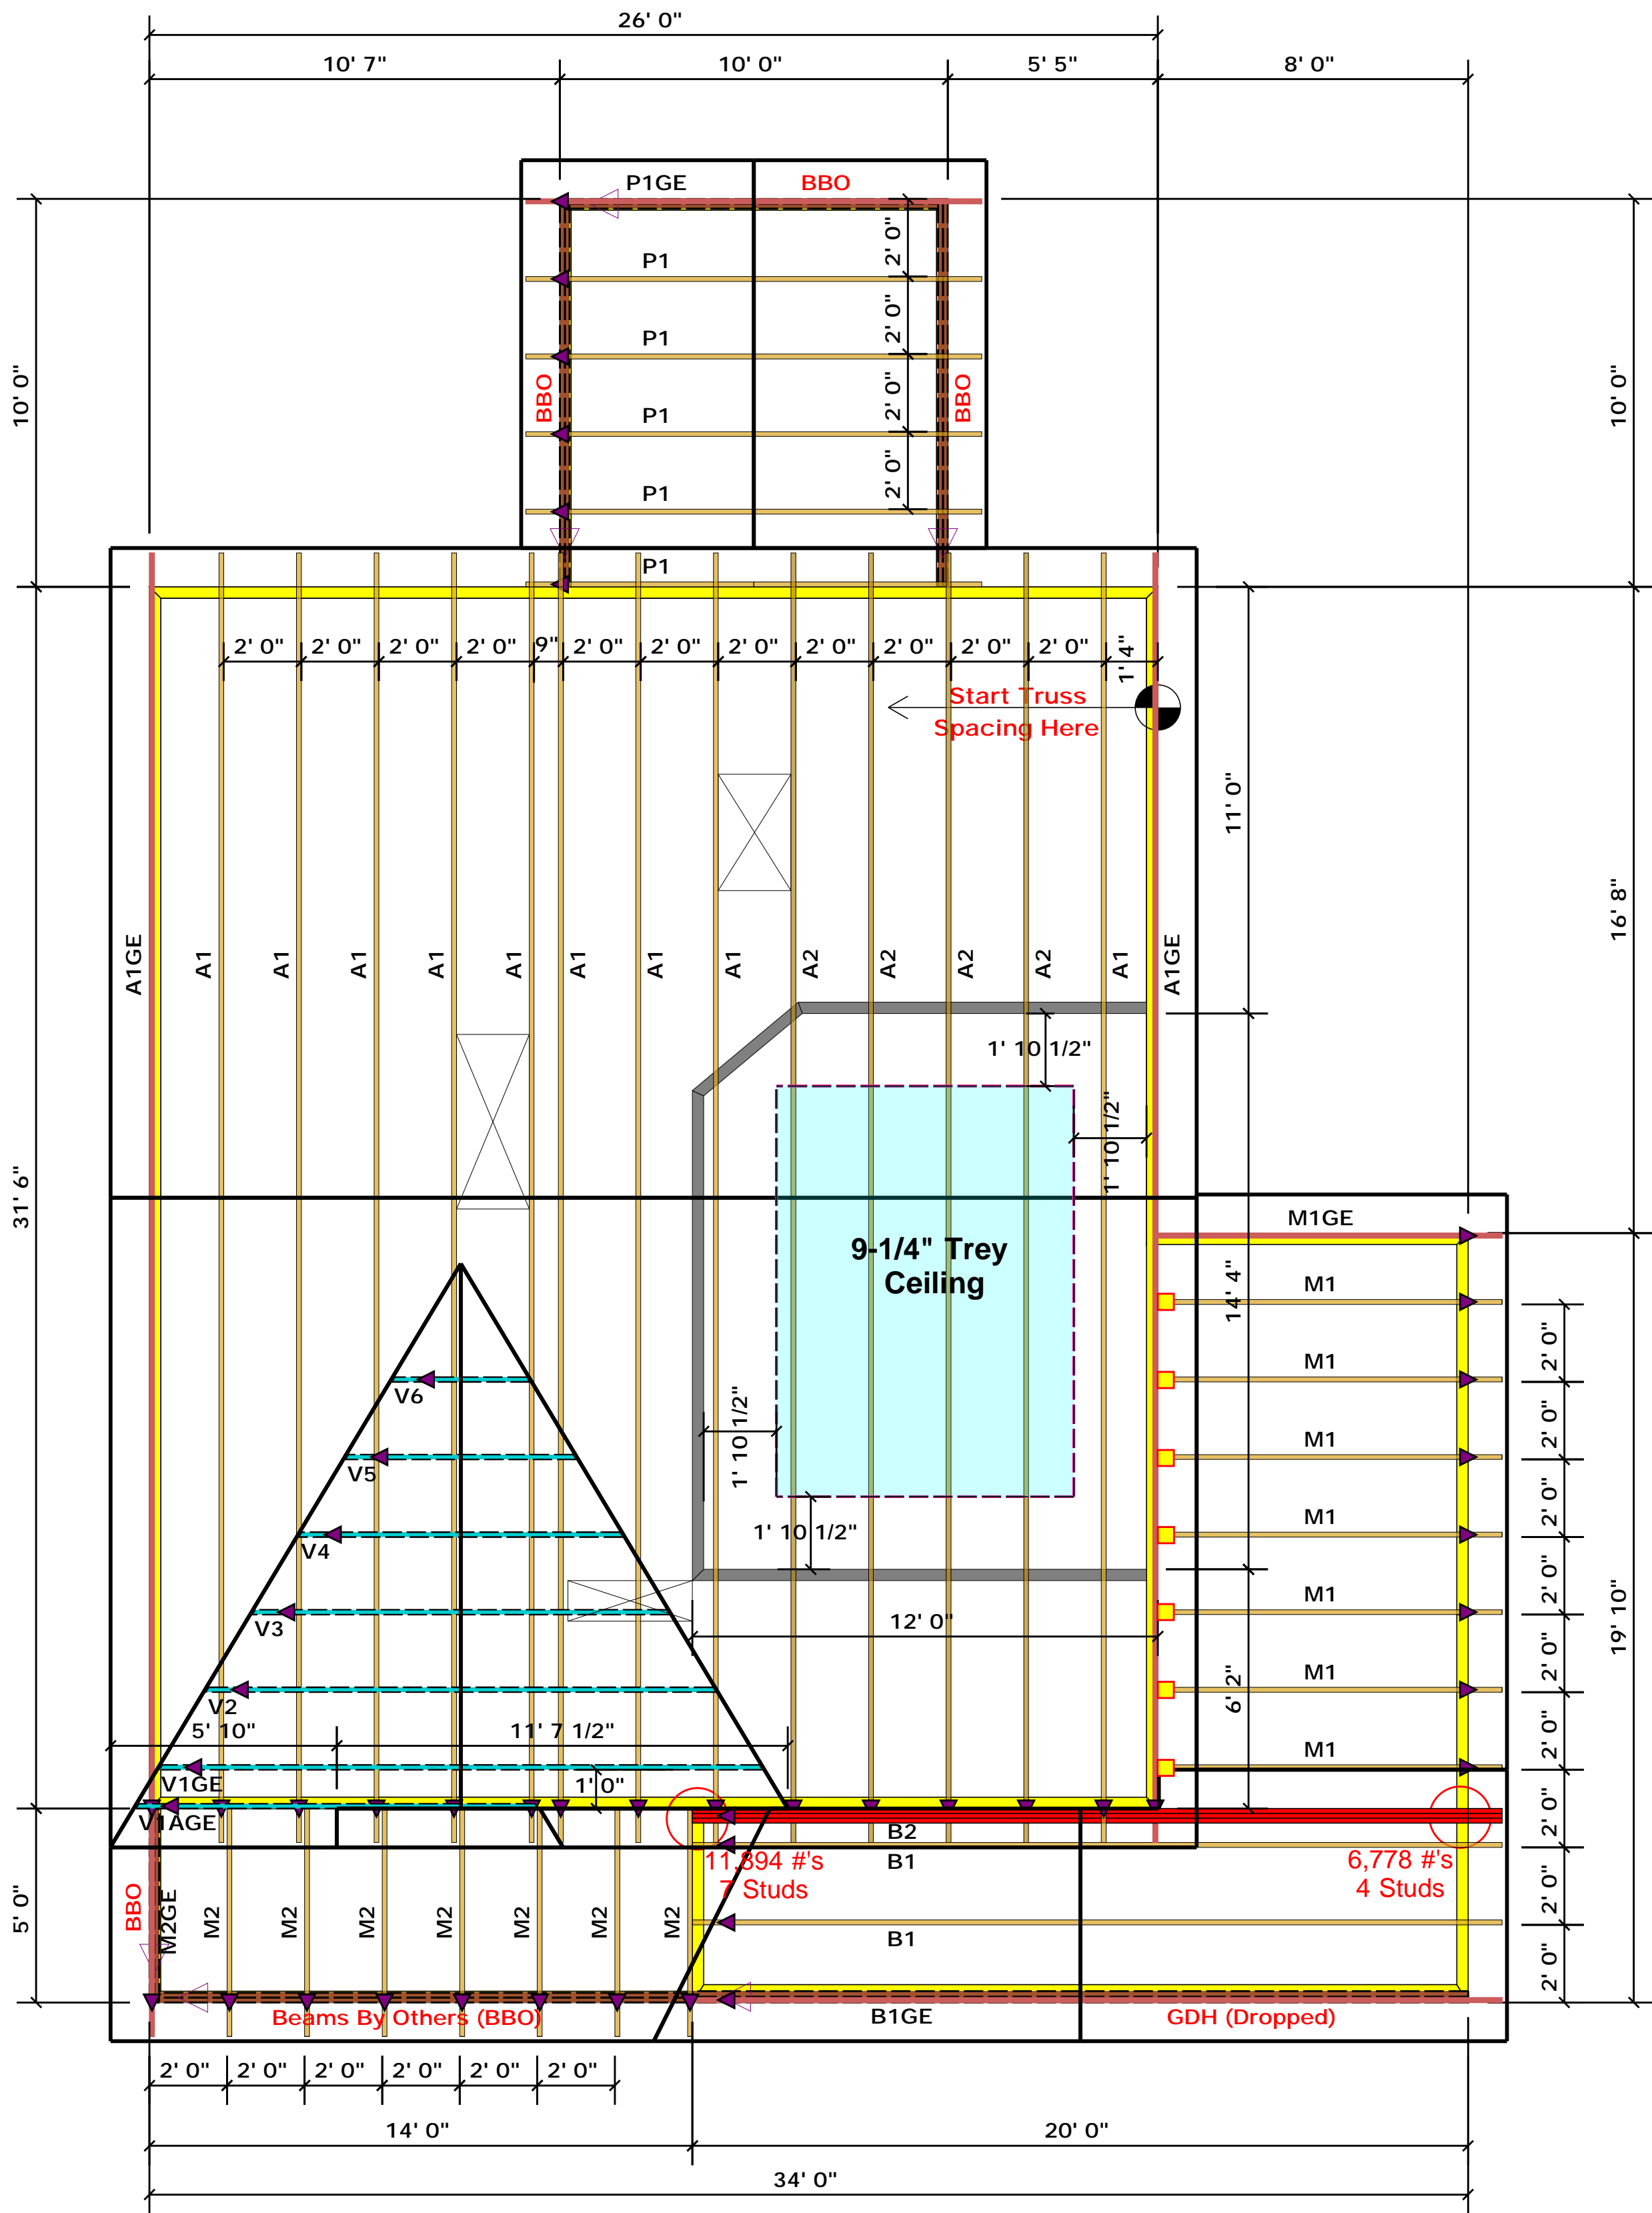 26' 0"
10' 7" 10' 0" 5' 5" 8' 0"
P1GE BBO
2' 0"
P1
2' 0"
P1
10' 0" BBO 2' 0" BBO 10' 0"
P1
2' 0"
P1
P1
2' 0" 2' 0" 2' 0" 2' 0" 9" 2' 0" 2' 0" 2' 0" 2' 0" 2' 0" 2' 0" 2' 0" 1' 4"
Start Truss
Spacing Here
11' 0"
16' 8"
A1GE A1 A1 A1 A1 A1 A1 A1 A1 A2 A2 A2 A2 A1 A1GE
1' 10 1/2"
1' 10 1/2"
31' 6"
M1GE
9-1/4" Trey
Ceiling
14' 4"
M1
2' 0"
M1
V6
1' 10 1/2"
2' 0"
M1
V5
2' 0"
M1
1' 10 1/2"
V4
2' 0"
M1
V3
12' 0"
19' 10"
2' 0"
M1
6' 2"
V2
5' 10" 11' 7 1/2"
2' 0"
M1
V1GE
1' 0"
V1AGE
2' 0"
B2
B1
11,894 #'s
7 Studs
6,778 #'s
4 Studs
5' 0" BBO M2GE M2 M2 M2 M2 M2 M2 M2
2' 0"
B1
2' 0"
Beams By Others (BBO)
B1GE
GDH (Dropped)
2' 0" 2' 0" 2' 0" 2' 0" 2' 0" 2' 0"
14' 0" 20' 0"
34' 0"